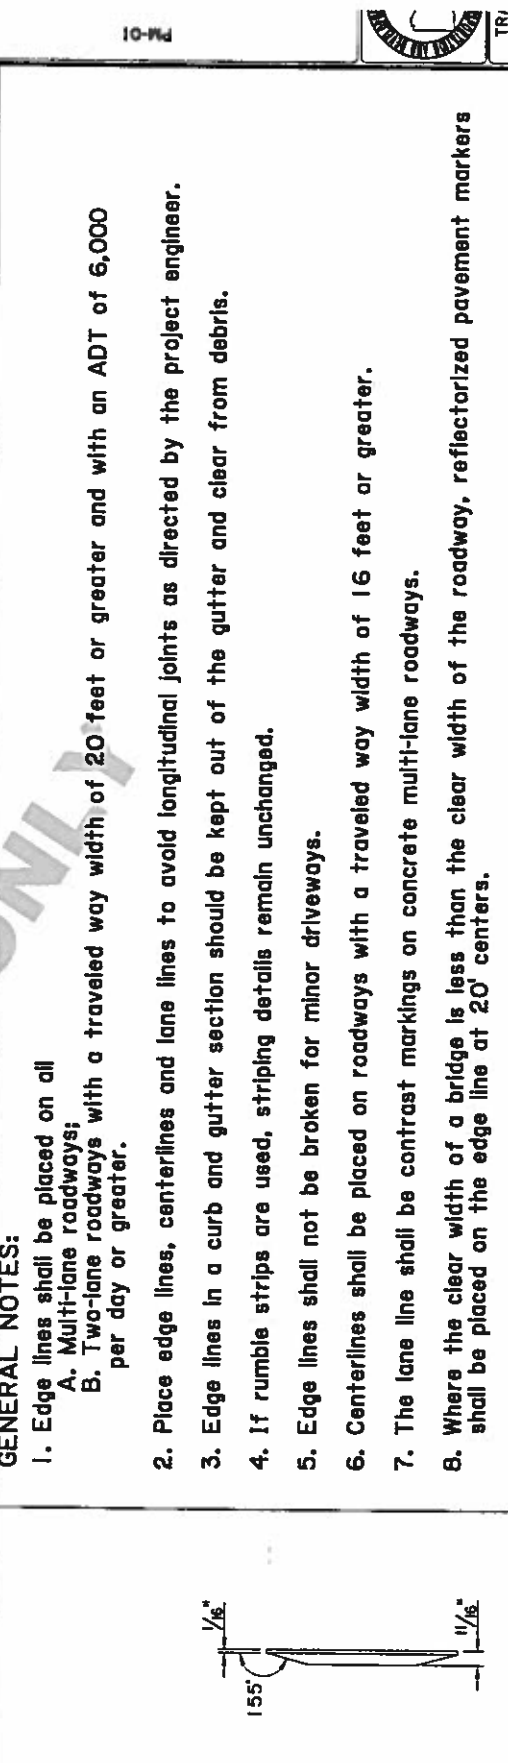 GENERAL NOTES:
1. Edge lines shall be placed on all
A. Multi-lane roadways;
B. Two-lane roadways with a traveled way width of 20 feet or greater and with an ADT of 6,000
per day or greater.
2. Place edge lines, centerlines and lane lines to avoid longitudinal joints as directed by the project engineer.
3. Edge lines in a curb and gutter section should be kept out of the gutter and clear from debris.
4. If rumble strips are used, striping details remain unchanged.
5. Edge lines shall not be broken for minor driveways.
6. Centerlines shall be placed on roadways with a traveled way width of 16 feet or greater.
7. The lane line shall be contrast markings on concrete multi-lane roadways.
8. Where the clear width of a bridge is less than the clear width of the roadway, reflectorized pavement markers
shall be placed on the edge line at 20' centers.
155°
1/16"
11/16"
PM-01
ONLY